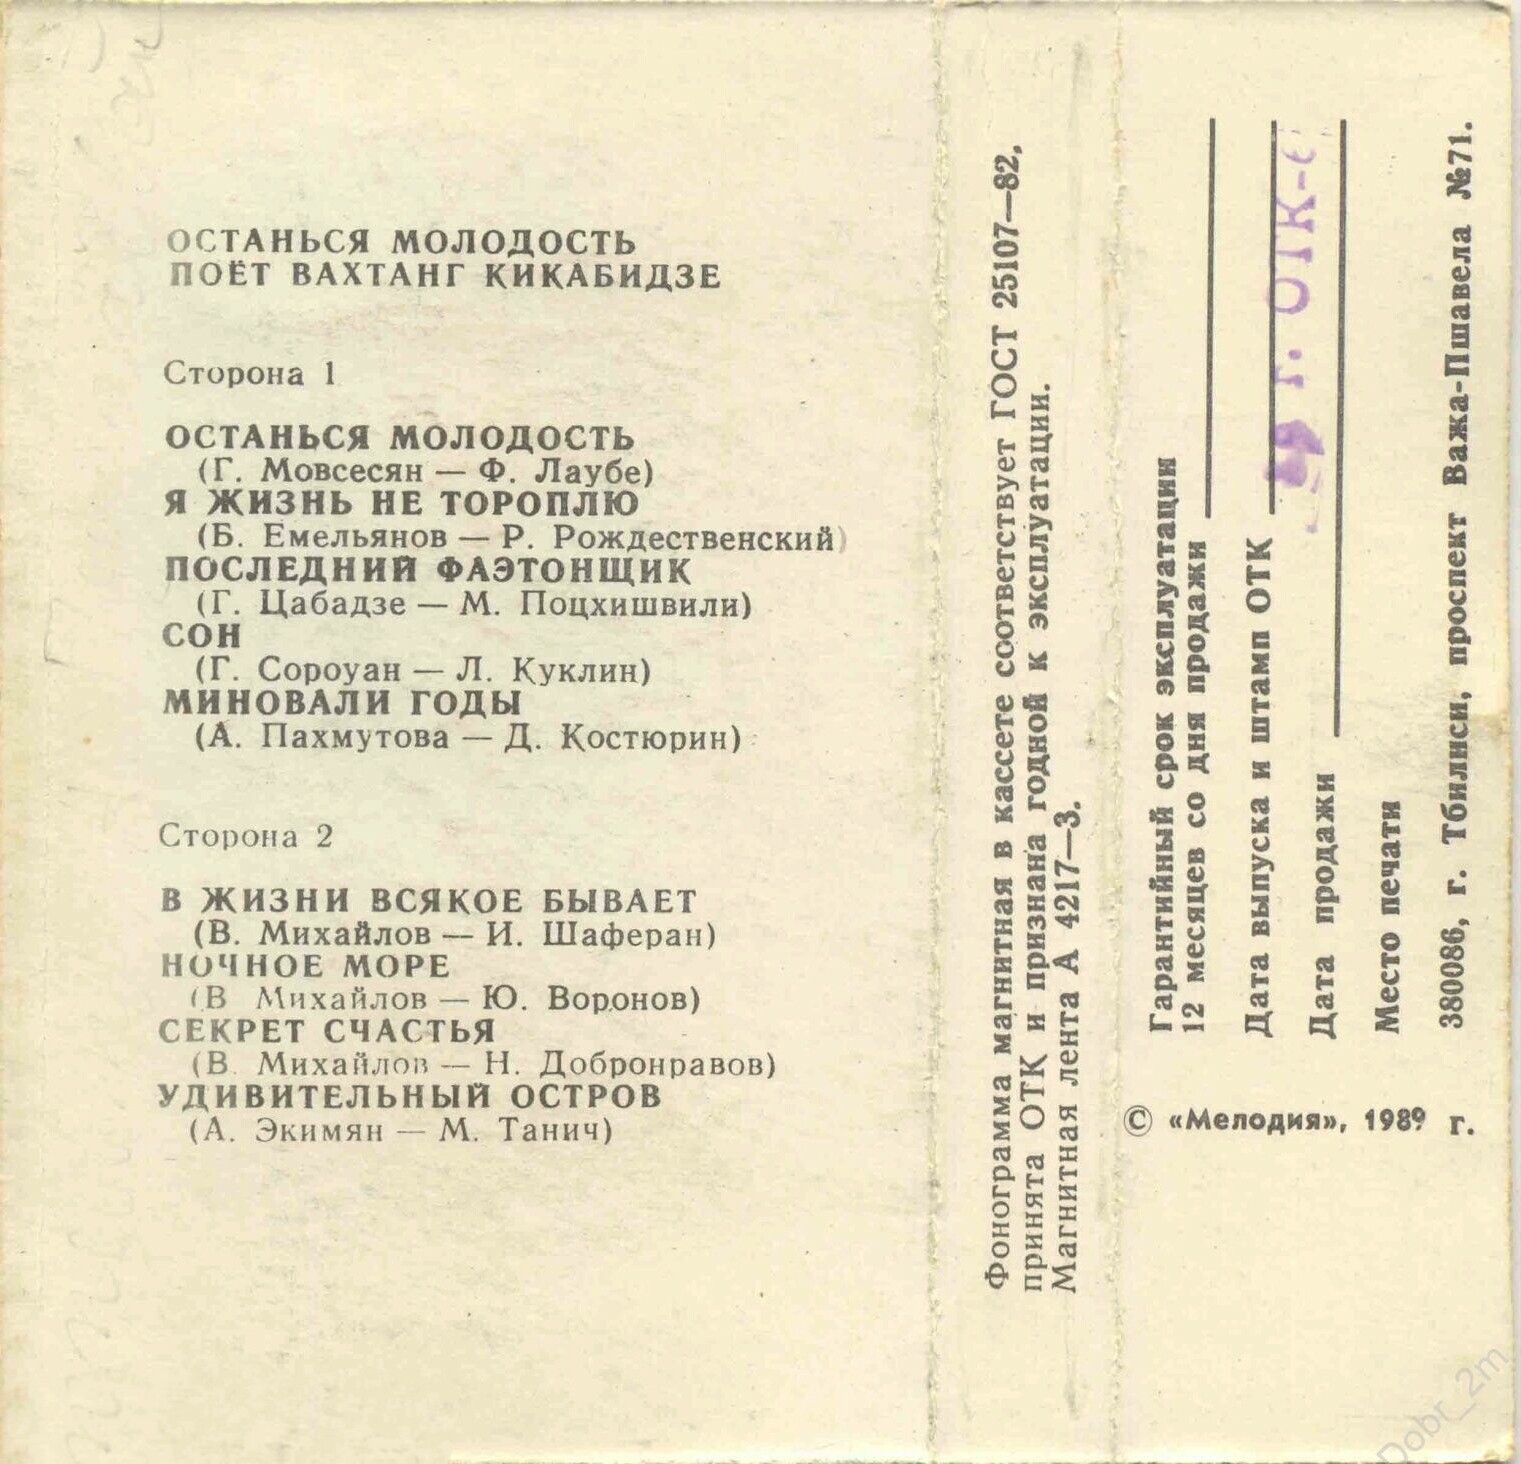 ОСТАНЬСЯ МОЛОДОСТЬ
ПОЁТ ВАХТАНГ КИКАБИДЗЕ
Сторона 1
ОСТАНЬСЯ МОЛОДОСТЬ
(Г. Мовсесян — Ф. Лаубе)
Я ЖИЗНЬ НЕ ТОРОПЛЮ
(Б. Емельянов — Р. Рождественский)
ПОСЛЕДНИЙ ФАЭТОНЩИК
(Г. Цабадзе — М. Поцхишвили)
СОН
(Г. Сороуан — Л. Куклин)
МИНОВАЛИ ГОДЫ
(А. Пахмутова — Д. Костюрин)
Сторона 2
В ЖИЗНИ ВСЯКОЕ БЫВАЕТ
(В. Михайлов — И. Шаферан)
НОЧНОЕ МОРЕ
(В Михайлов — Ю. Воронов)
СЕКРЕТ СЧАСТЬЯ
(В. Михайлов — Н. Добронравов)
УДИВИТЕЛЬНЫЙ ОСТРОВ
(А. Экимян — М. Танич)
Фонограмма магнитная в кассете соответствует ГОСТ 25107—82,
принята ОТК и признана годной к эксплуатации.
Магнитная лента А 4217—3.
Гарантийный срок эксплуатации
12 месяцев со дня продажи
Дата выпуска и штамп ОТК
г. ОТК-6
Дата продажи
Место печати
380086, г. Тбилиси, проспект Важа-Пшавела №71.
© «Мелодия», 1989 г.
Dobr_2m